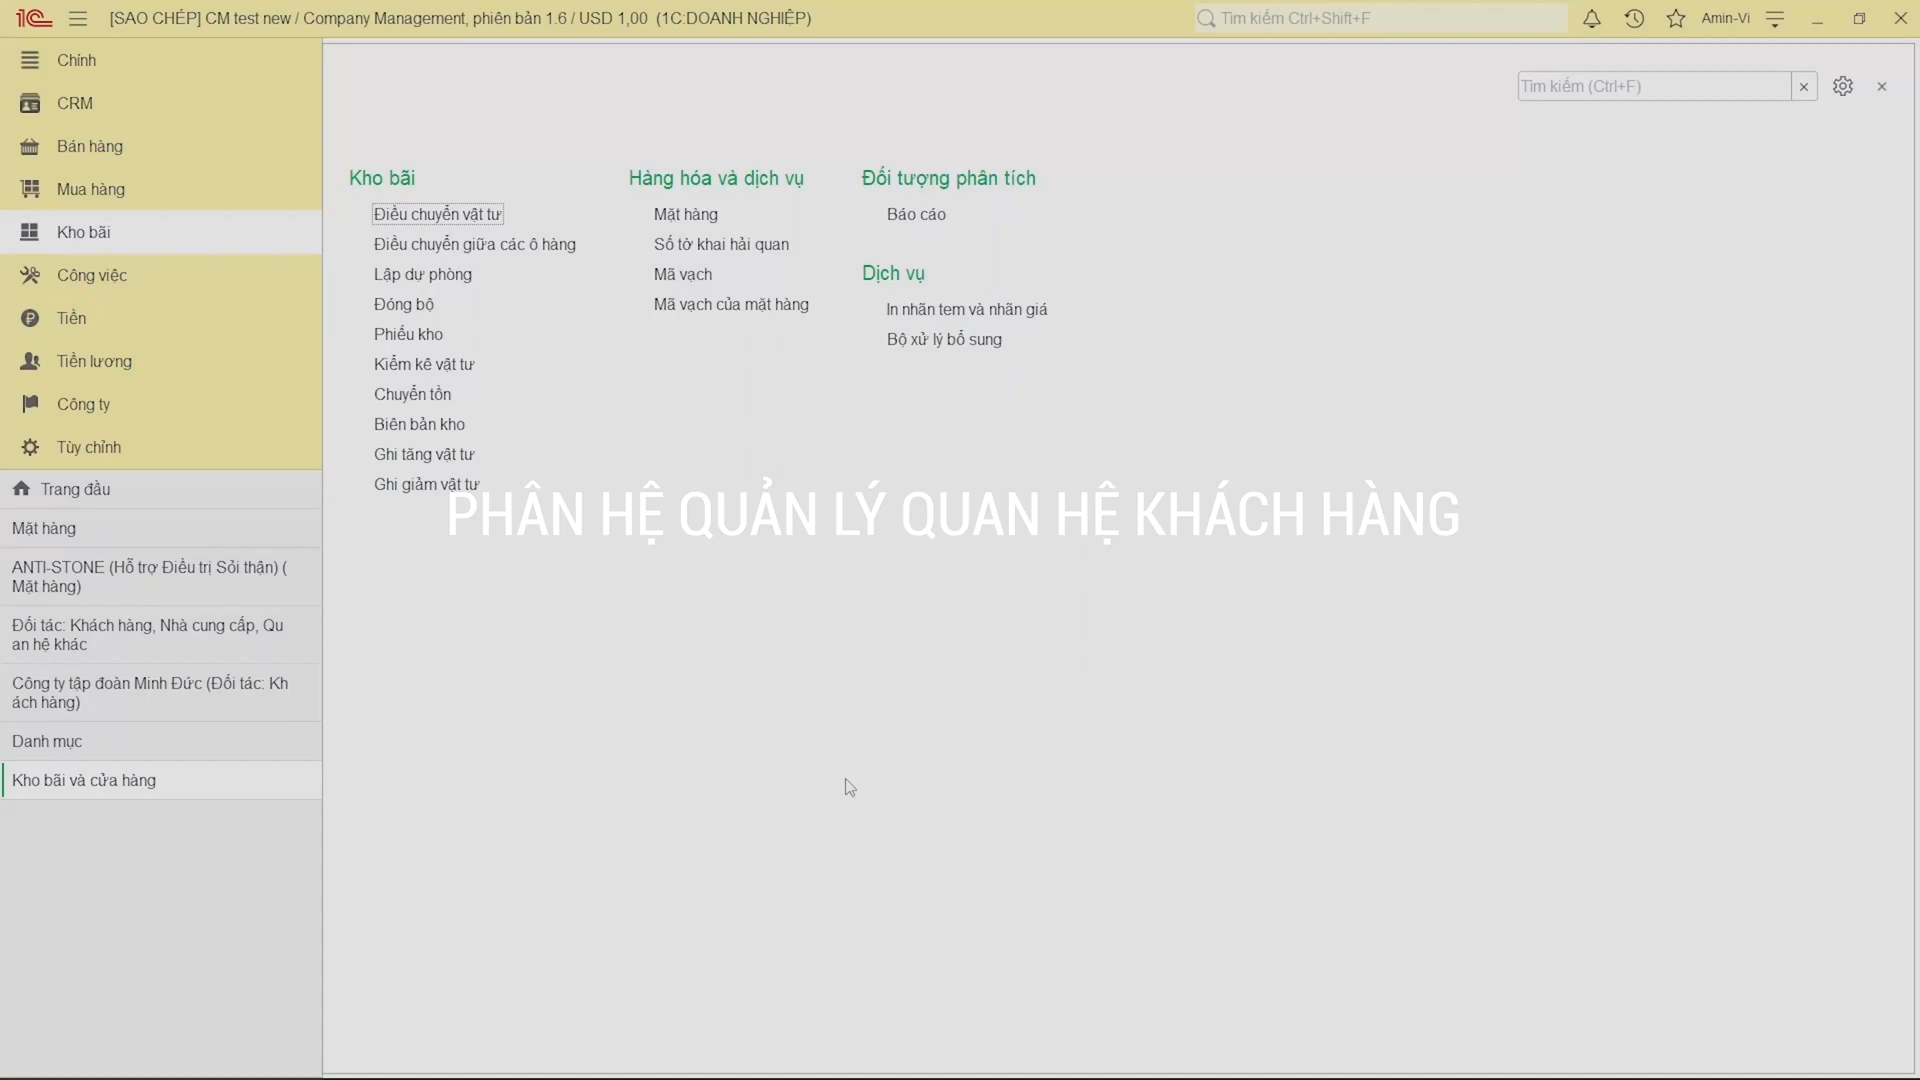 1C [SAO CHÉP] CM test new / Company Management, phiên bản 1.6 / USD 1,00 (1C:DOANH NGHIỆP)
Tìm kiếm Ctrl+Shift+F
Amin-Vi
Chính
CRM
Bán hàng
Mua hàng
Kho bãi
Công việc
Tiền
Tiền lương
Công ty
Tùy chỉnh
Trang đầu
Mặt hàng
ANTI-STONE (Hỗ trợ Điều trị Sỏi thận) (
Mặt hàng)
Đối tác: Khách hàng, Nhà cung cấp, Qu
an hệ khác
Công ty tập đoàn Minh Đức (Đối tác: Kh
ách hàng)
Danh mục
Kho bãi và cửa hàng
Tìm kiếm (Ctrl+F)
Kho bãi
Điều chuyển vật tư
Điều chuyển giữa các ô hàng
Lập dự phòng
Đóng bộ
Phiếu kho
Kiểm kê vật tư
Chuyển tồn
Biên bản kho
Ghi tăng vật tư
Ghi giảm vật tư
Hàng hóa và dịch vụ
Mặt hàng
Số tờ khai hải quan
Mã vạch
Mã vạch của mặt hàng
Đối tượng phân tích
Báo cáo
Dịch vụ
In nhãn tem và nhãn giá
Bộ xử lý bổ sung
PHÂN HỆ QUẢN LÝ QUAN HỆ KHÁCH HÀNG